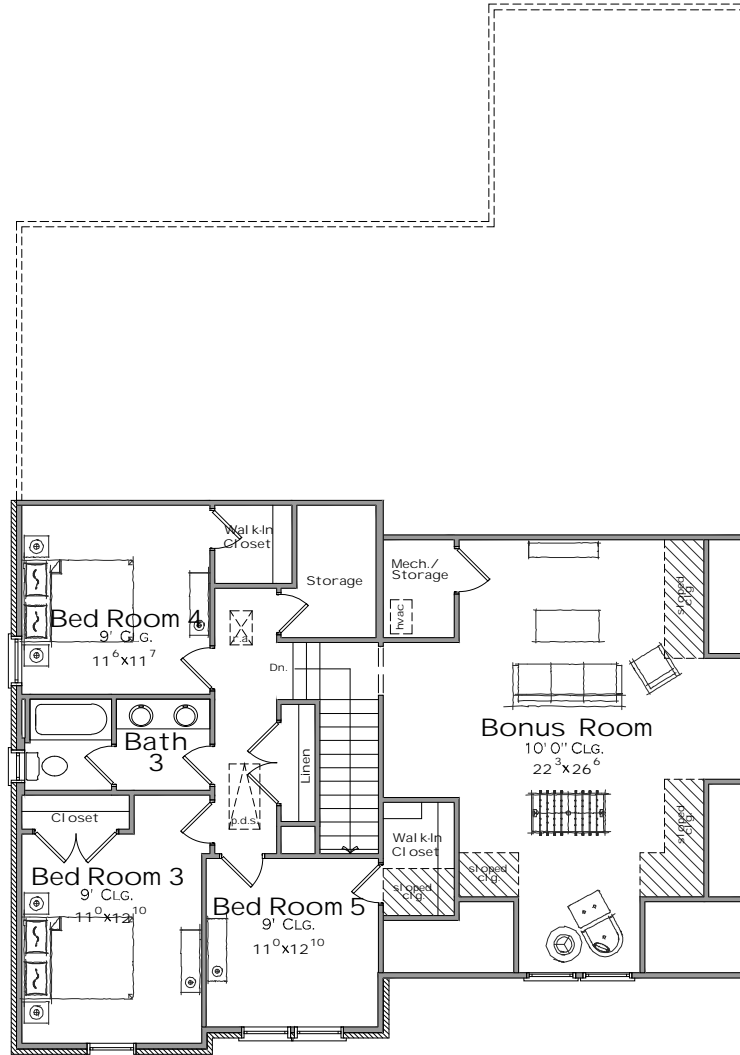 Walk-In
Closet
Storage
Mech./
Storage
hvac
sloped
clg.
Bed Room 4
9' CLG.
11⁶x11⁷
r.a.
Dn.
Bonus Room
10' 0" CLG.
22³x26⁶
Bath
3
Linen
p.d.s.
Closet
Walk-In
Closet
sloped
clg.
sloped
clg.
sloped
clg.
Bed Room 3
9' CLG.
11⁰x12¹⁰
Bed Room 5
9' CLG.
11⁰x12¹⁰